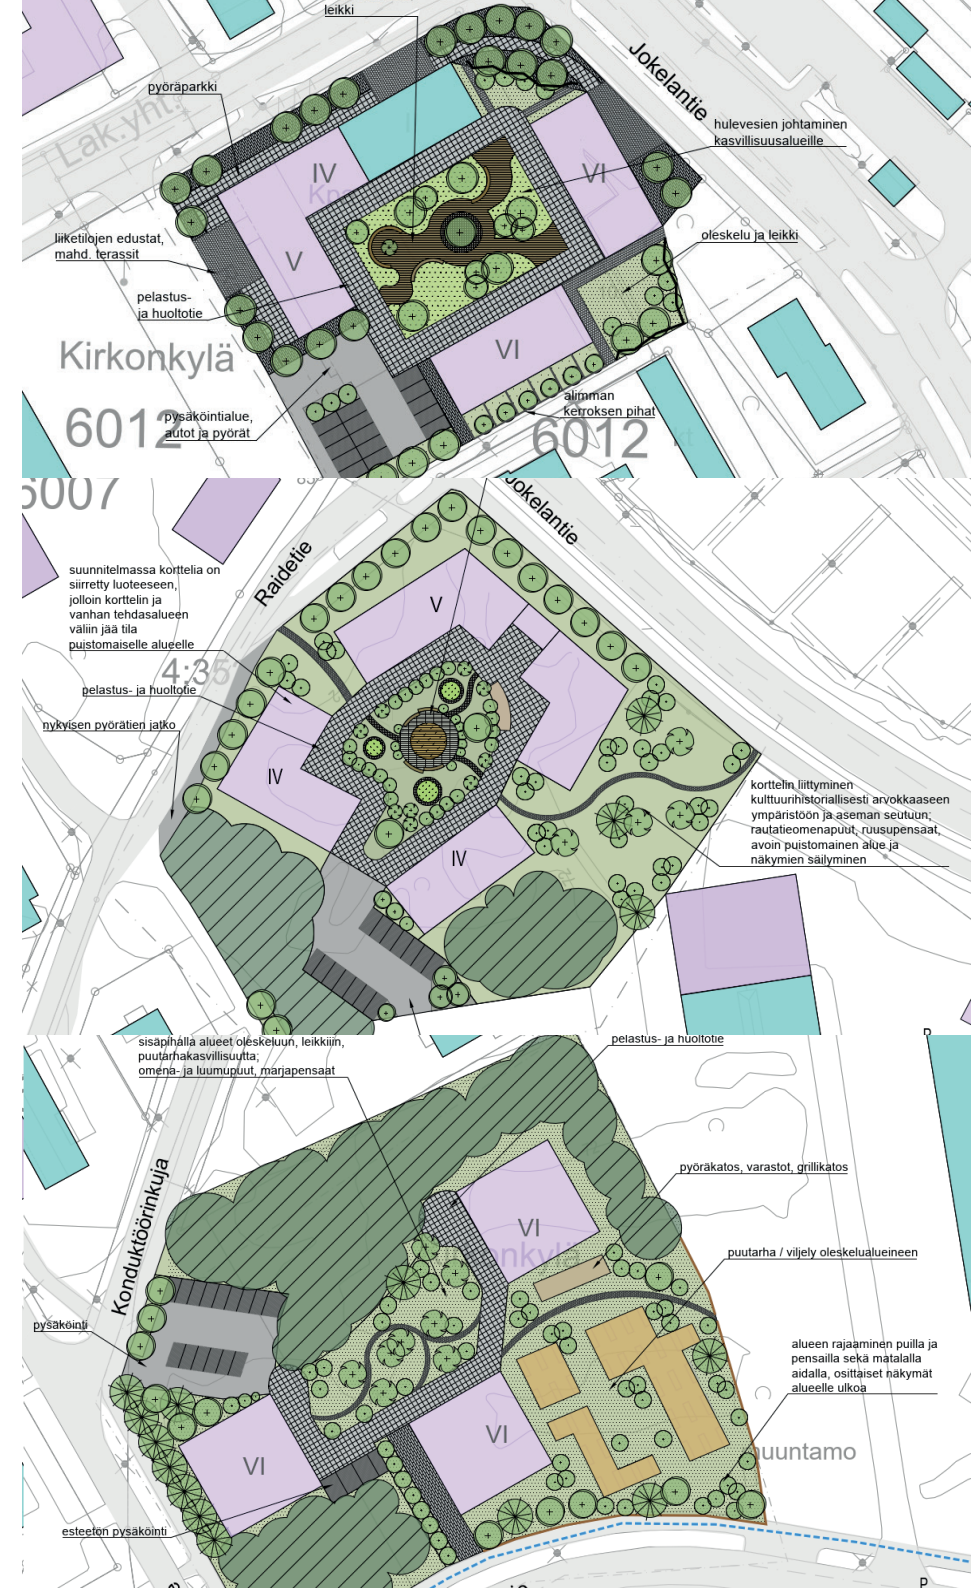 leikki
pyöräparkki
Jokelantie
Lak.yht.
hulevesien johtaminen
kasvillisuusalueille
IV
VI
liiketilojen edustat,
mahd. terassit
oleskelu ja leikki
V
pelastus-
ja huoltotie
Kirkonkylä
VI
alimman
kerroksen pihat
6012
pysäköintialue,
autot ja pyörät
6012
kt
6007
Jokelantie
Raidetie
suunnitelmassa korttelia on
siirretty luoteeseen,
jolloin korttelin ja
vanhan tehdasalueen
väliin jää tila
puistomaiselle alueelle
V
4:35
pelastus- ja huoltotie
nykyisen pyörätien jatko
IV
korttelin liittyminen
kulttuurihistoriallisesti arvokkaaseen
ympäristöön ja aseman seutuun;
rautatieomenapuut, ruusupensaat,
avoin puistomainen alue ja
näkymien säilyminen
IV
sisäpihalla alueet oleskeluun, leikkiin,
puutarhakasvillisuutta;
omena- ja luumupuut, marjapensaat
pelastus- ja huoltotie
Konduktöörinkuja
pyöräkatos, varastot, grillikatos
VI
onkylä
puutarha / viljely oleskelualueineen
pysäköinti
alueen rajaaminen puilla ja
pensailla sekä matalalla
aidalla, osittaiset näkymät
alueelle ulkoa
VI
VI
huuntamo
esteetön pysäköinti
P